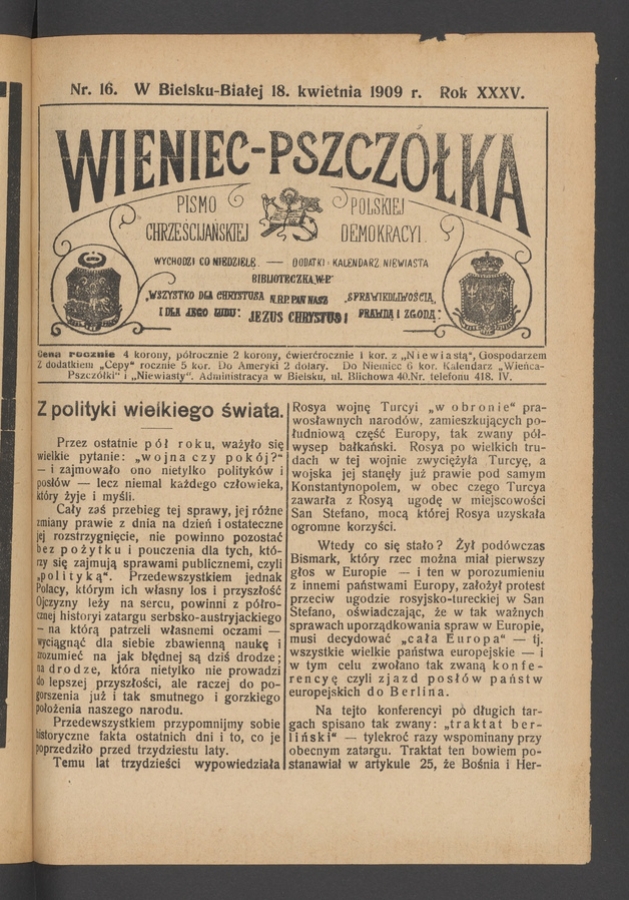 Nr. 16. W Bielsku-Białej 18. kwietnia 1909 r. Rok XXXV.
WIENIEC-PSZCZÓŁKA
PISMO POLSKIEJ
CHRZEŚCIJAŃSKIEJ DEMOKRACYI.
WYCHODZI CO NIEDZIELĘ. — DODATKI · KALENDARZ NIEWIASTA
BIBLIOTECZKA W-P
„WSZYSTKO DLA CHRYSTUSA N.B.P. PAN NASZ „SPRAWIEDLIWOŚCIĄ,
I DLA JEGO LUDU". JEZUS CHRYSTUS! PRAWDĄ I ZGODĄ."
Cena rocznie 4 korony, półrocznie 2 korony, ćwierćrocznie 1 kor. z „Niewiastą", Gospodarzem
Z dodatkiem „Cepy" rocznie 5 kor. Do Ameryki 2 dolary. Do Niemiec 6 kor. Kalendarz „Wieńca-
Pszczółki" i „Niewiasty". Administracya w Bielsku, ul. Blichowa 40. Nr. telefonu 418. IV.
Z polityki wielkiego świata.
Przez ostatnie pół roku, ważyło się
wielkie pytanie: „wojna czy pokój?"
— i zajmowało ono nietylko polityków i
posłów — lecz niemal każdego człowieka,
który żyje i myśli.
Cały zaś przebieg tej sprawy, jej różne
zmiany prawie z dnia na dzień i ostateczne
jej rozstrzygnięcie, nie powinno pozostać
bez pożytku i pouczenia dla tych, któ-
rzy się zajmują sprawami publicznemi, czyli
„polityką". Przedewszystkiem jednak
Polacy, którym ich własny los i przyszłość
Ojczyzny leży na sercu, powinni z półro-
cznej historyi zatargu serbsko-austryjackiego
— na którą patrzeli własnemi oczami —
wyciągnąć dla siebie zbawienną naukę i
zrozumieć na jak błędnej są dziś drodze;
na drodze, która nietylko nie prowadzi
do lepszej przyszłości, ale raczej do po-
gorszenia już i tak smutnego i gorzkiego
położenia naszego narodu.
Przedewszystkiem przypomnijmy sobie
historyczne fakta ostatnich dni i to, co je
poprzedziło przed trzydziestu laty.
Temu lat trzydzieści wypowiedziała
Rosya wojnę Turcyi „w obronie" pra-
wosławnych narodów, zamieszkujących po-
łudniową część Europy, tak zwany pół-
wysep bałkański. Rosya po wielkich tru-
dach w tej wojnie zwyciężyła Turcyę, a
wojska jej stanęły już prawie pod samym
Konstantynopolem, w obec czego Turcya
zawarła z Rosyą ugodę w miejscowości
San Stefano, mocą której Rosya uzyskała
ogromne korzyści.
Wtedy co się stało? Żył podówczas
Bismark, który rzec można miał pierwszy
głos w Europie — i ten w porozumieniu
z innemi państwami Europy, założył protest
przeciw ugodzie rosyjsko-tureckiej w San
Stefano, oświadczając, że w tak ważnych
sprawach uporządkowania spraw w Europie,
musi decydować „cała Europa" — tj.
wszystkie wielkie państwa europejskie — i
w tym celu zwołano tak zwaną konfe-
rencyę czyli zjazd posłów państw
europejskich do Berlina.
Na tejto konferencyi po długich tar-
gach spisano tak zwany: „traktat ber-
liński" — tylekroć razy wspominany przy
obecnym zatargu. Traktat ten bowiem po-
stanawiał w artykule 25, że Bośnia i Her-